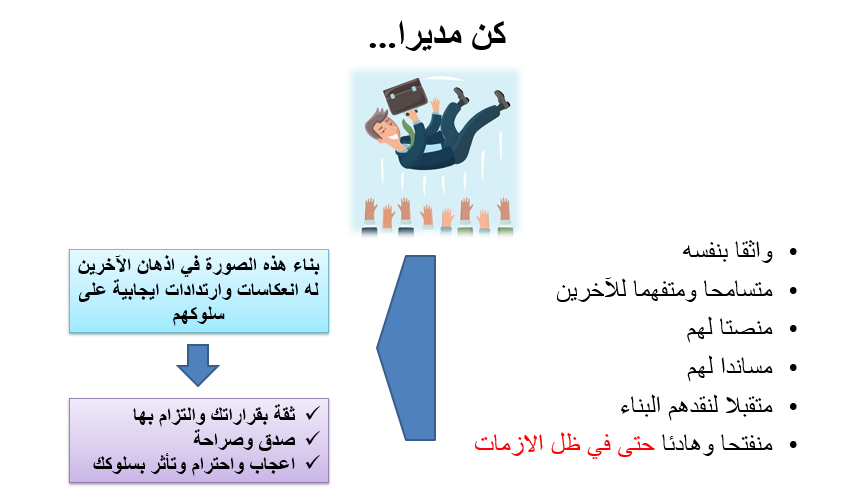 كن مديرا...
• واثقا بنفسه
• متسامحا ومتفهما للآخرين
• منصتا لهم
• مساندا لهم
• متقبلا لنقدهم البناء
• منفتحا وهادئا حتى في ظل الازمات
بناء هذه الصورة في اذهان الآخرين
له انعكاسات وارتدادات ايجابية على
سلوكهم
✓ ثقة بقراراتك والتزام بها
✓ صدق وصراحة
✓ اعجاب واحترام وتأثر بسلوكك